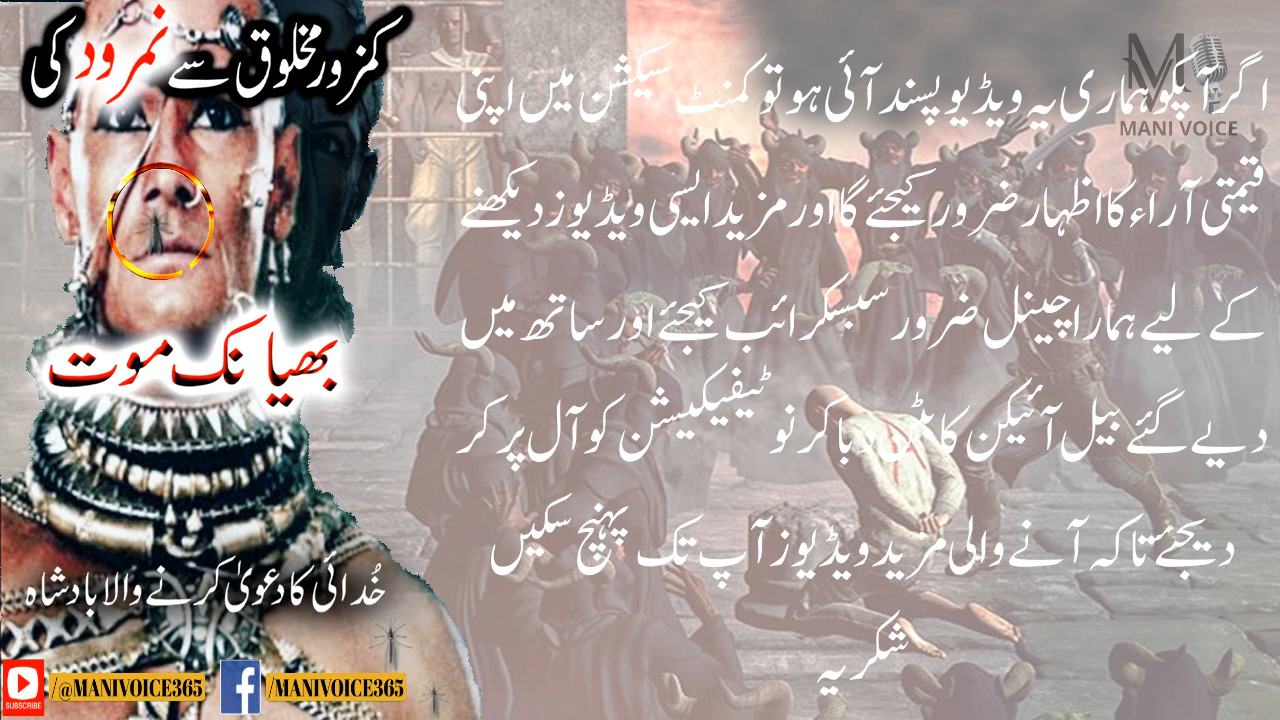 کمزور مخلوق سے نمرود کی
بھیانک موت
خُدائی کا دعویٰ کرنے والا بادشاہ
SUBSCRIBE
/@MANIVOICE365
/MANIVOICE365
M
MANI VOICE
اگر آپکو ہماری یہ ویڈیو پسند آئی ہو تو کمنٹ سیکشن میں اپنی
قیمتی آراء کا اظہار ضرور کیجئے گا اور مزید ایسی ویڈیوز دیکھنے
کے لیے ہمارا چینل ضرور سبسکرائب کیجئے اور ساتھ میں
دیے گئے بیل آئیکن کا بٹن دبا کر نوٹیفیکیشن کو آل پر کر
دیجئے تاکہ آنے والی مزید ویڈیوز آپ تک پہنچ سکیں
شکریہ